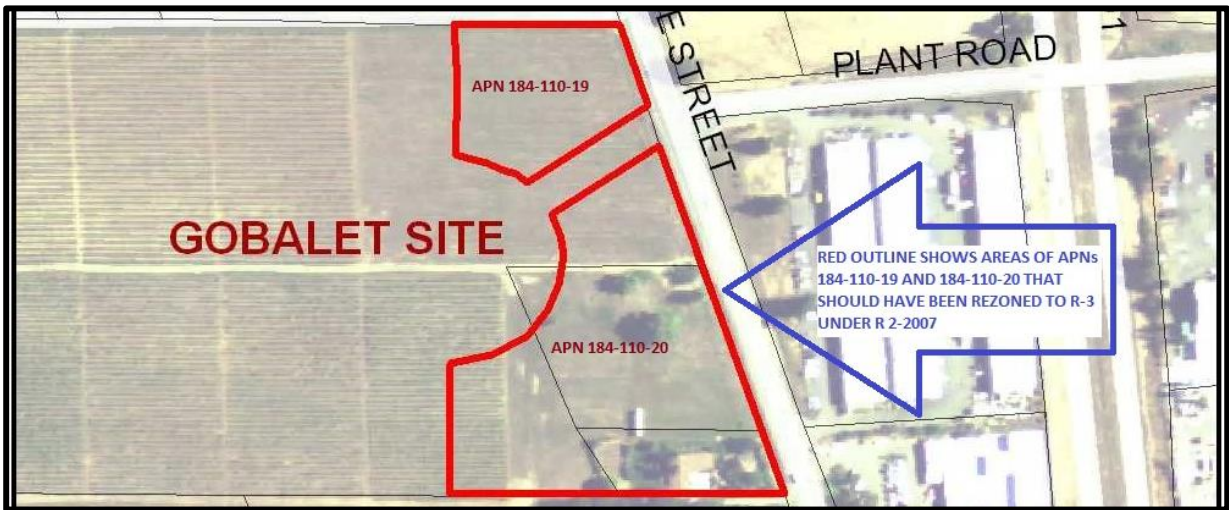 APN 184-110-19
E STREET
PLANT ROAD
GOBALET SITE
RED OUTLINE SHOWS AREAS OF APNs
184-110-19 AND 184-110-20 THAT
SHOULD HAVE BEEN REZONED TO R-3
UNDER R 2-2007
APN 184-110-20